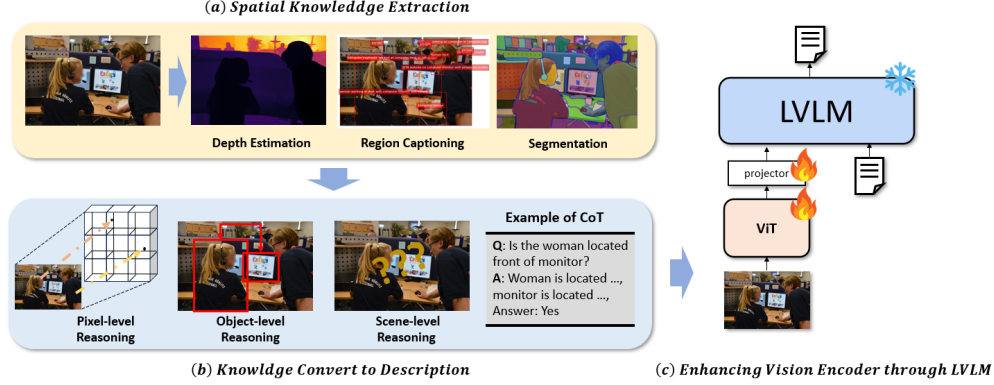 (a) Spatial Knowleddge Extraction
Depth Estimation
Region Captioning
Segmentation
Pixel-level
Reasoning
Object-level
Reasoning
Scene-level
Reasoning
???
Example of CoT
Q: Is the woman located
front of monitor?
A: Woman is located ...,
monitor is located ...,
Answer: Yes
(b) Knowldge Convert to Description
LVLM
projector
ViT
(c) Enhancing Vision Encoder through LVLM